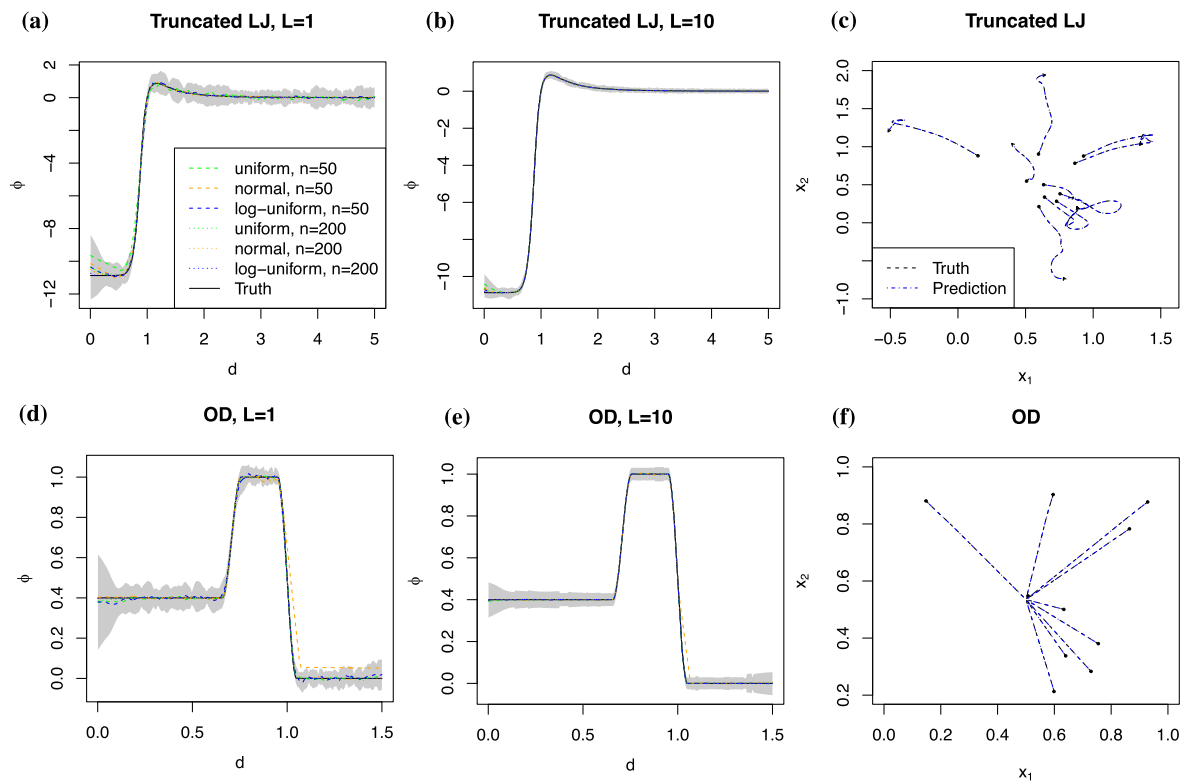 (a) Truncated LJ, L=1
2
0
−4
−8
−12
ϕ
uniform, n=50
normal, n=50
log−uniform, n=50
uniform, n=200
normal, n=200
log−uniform, n=200
Truth
0 1 2 3 4 5
d
(b) Truncated LJ, L=10
0
−2
−6
−10
ϕ
0 1 2 3 4 5
d
(c) Truncated LJ
2.0
1.5
1.0
0.5
0.0
−1.0
x2
Truth
Prediction
−0.5 0.0 0.5 1.0 1.5
x1
(d) OD, L=1
1.0
0.8
0.6
0.4
0.2
0.0
ϕ
0.0 0.5 1.0 1.5
d
(e) OD, L=10
1.0
0.8
0.6
0.4
0.2
0.0
ϕ
0.0 0.5 1.0 1.5
d
(f) OD
1.0
0.8
0.6
0.4
0.2
x2
0.0 0.2 0.4 0.6 0.8 1.0
x1